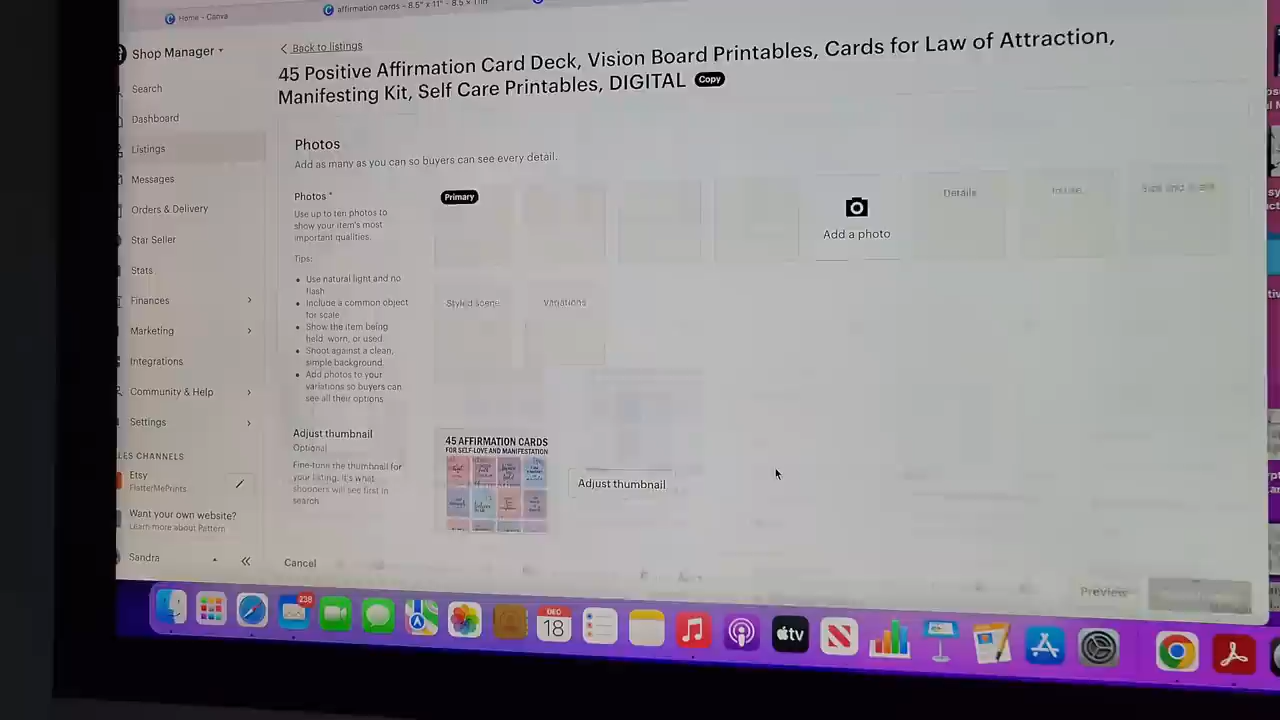 Home - Canva
affirmation cards - 8.5" x 11" - 8.5 x 11in
Shop Manager
Back to listings
45 Positive Affirmation Card Deck, Vision Board Printables, Cards for Law of Attraction,
Manifesting Kit, Self Care Printables, DIGITAL Copy
Search
Dashboard
Listings
Messages
Orders & Delivery
Star Seller
Stats
Finances
Marketing
Integrations
Community & Help
Settings
Etsy
FlatterMePrints
Want your own website?
Learn more about Pattern
Sandra
Photos
Add as many as you can so buyers can see every detail.
Photos *
Use up to ten photos to
show your item's most
important qualities.
Tips:
Use natural light and no
flash
Include a common object
for scale
Show the item being
held, worn, or used.
Shoot against a clean,
simple background.
Add photos to your
variations so buyers can
see all their options
Primary
Add a photo
Details
In use
Size and scale
Styled scene
Variations
Adjust thumbnail
Optional
Fine-tune the thumbnail for
your listing. It's what
shoppers will see first in
search.
45 AFFIRMATION CARDS
FOR SELF-LOVE AND MANIFESTATION
Adjust thumbnail
Cancel
Preview
238
DEC
18
tv